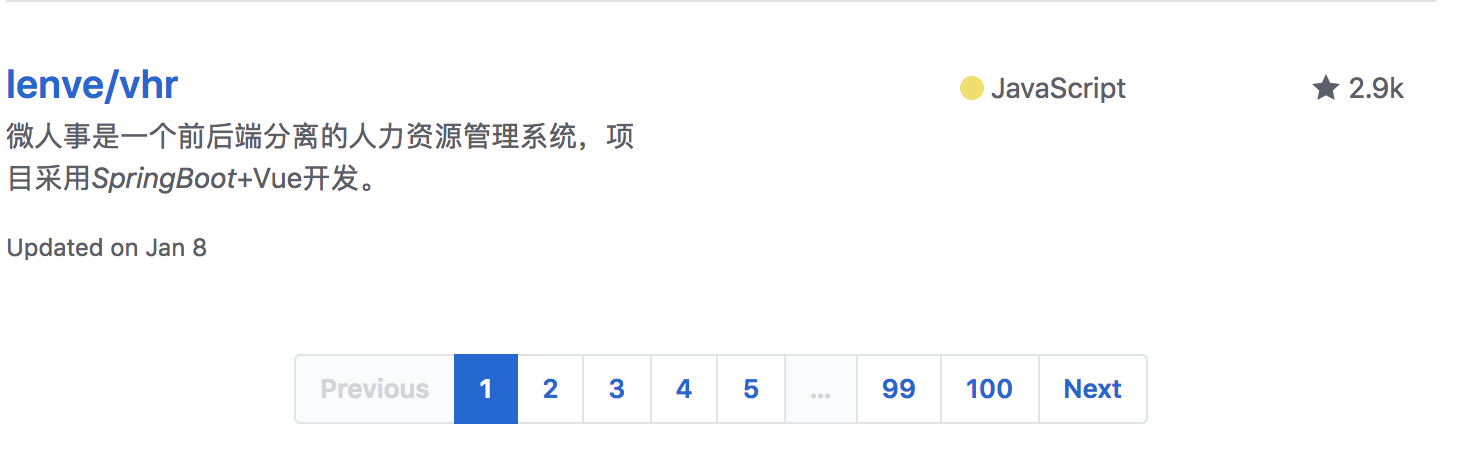 lenve/vhr
JavaScript
2.9k
微人事是一个前后端分离的人力资源管理系统，项
目采用SpringBoot+Vue开发。
Updated on Jan 8
Previous 1 2 3 4 5 ... 99 100 Next